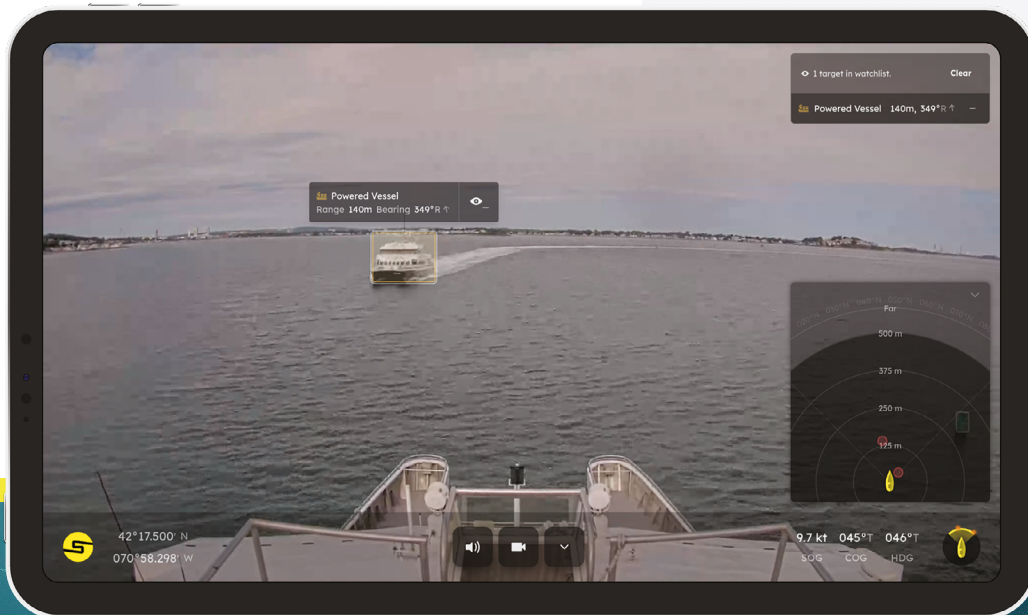 1 target in watchlist.
Clear
Powered Vessel 140m, 349°R ↑ –
Powered Vessel
Range 140m Bearing 349°R ↑
Far
500 m
375 m
250 m
125 m
42°17.500' N
070°58.298' W
9.7 kt 045°T 046°T
SOG COG HDG